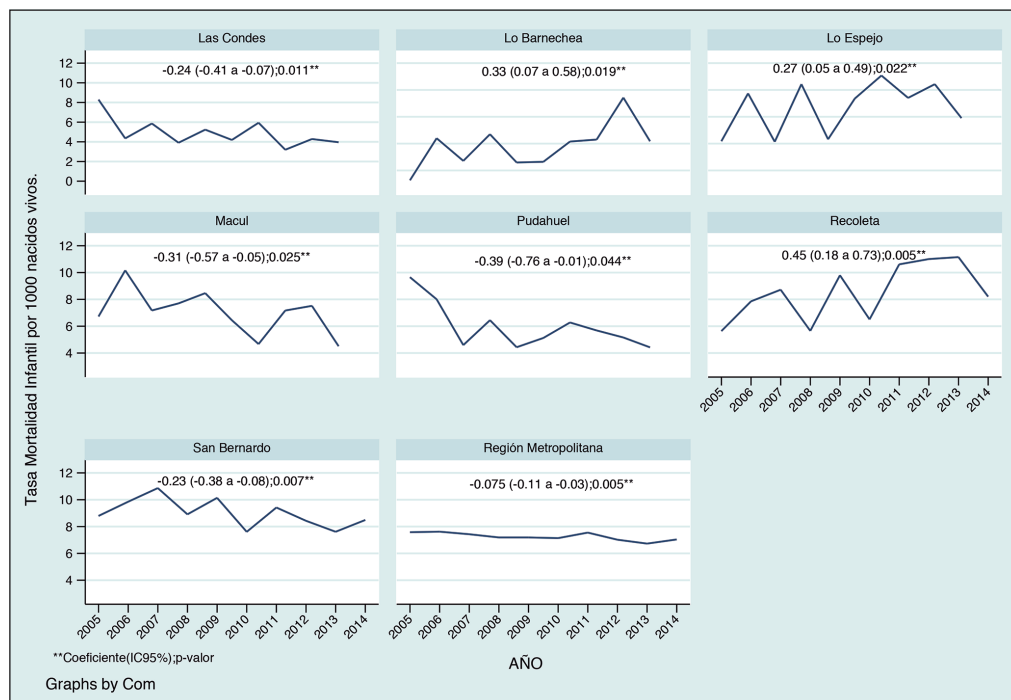 Las Condes
Lo Barnechea
Lo Espejo
-0.24 (-0.41 a -0.07);0.011**
0.33 (0.07 a 0.58);0.019**
0.27 (0.05 a 0.49);0.022**
12
10
8
6
4
2
0
Macul
Pudahuel
Recoleta
-0.31 (-0.57 a -0.05);0.025**
-0.39 (-0.76 a -0.01);0.044**
0.45 (0.18 a 0.73);0.005**
12
10
8
6
4
2005 2006 2007 2008 2009 2010 2011 2012 2013 2014
San Bernardo
Región Metropolitana
-0.23 (-0.38 a -0.08);0.007**
-0.075 (-0.11 a -0.03);0.005**
12
10
8
6
4
2005 2006 2007 2008 2009 2010 2011 2012 2013 2014
2005 2006 2007 2008 2009 2010 2011 2012 2013 2014
Tasa Mortalidad Infantil por 1000 nacidos vivos.
AÑO
**Coeficiente(IC95%);p-valor
Graphs by Com